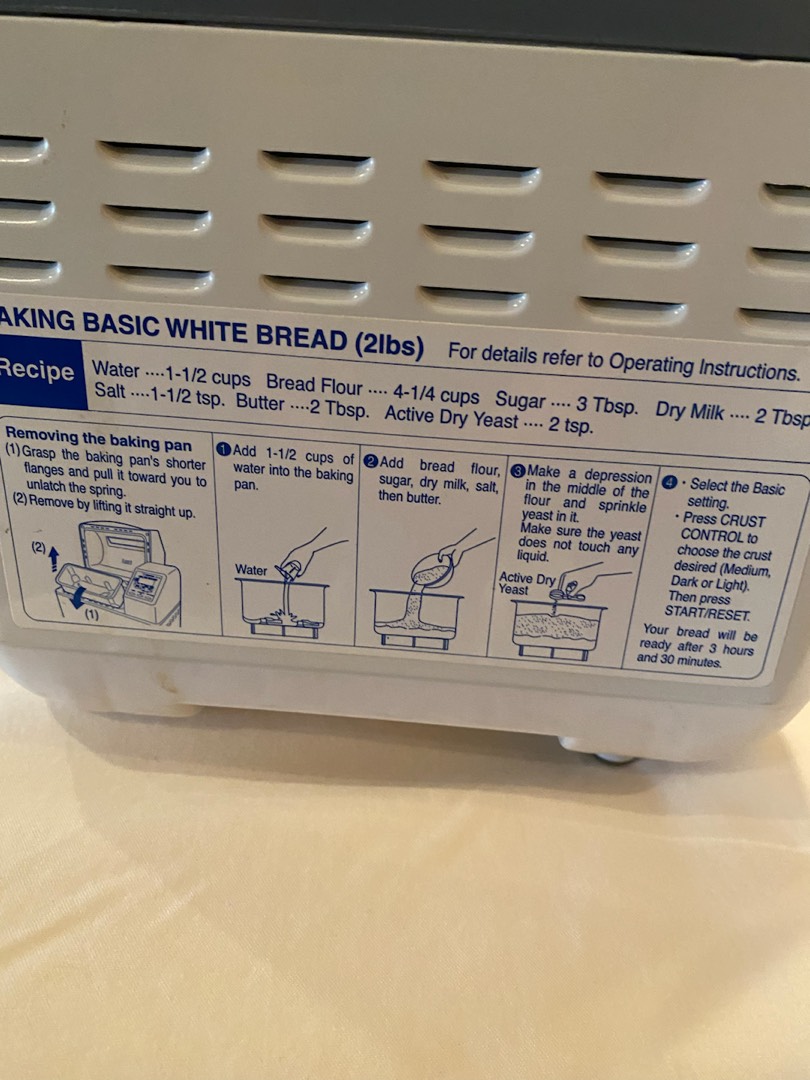 AKING BASIC WHITE BREAD (2lbs) For details refer to Operating Instructions.
Recipe
Water ....1-1/2 cups Bread Flour .... 4-1/4 cups Sugar .... 3 Tbsp. Dry Milk .... 2 Tbsp
Salt ....1-1/2 tsp. Butter ....2 Tbsp. Active Dry Yeast .... 2 tsp.
Removing the baking pan
(1) Grasp the baking pan's shorter
flanges and pull it toward you to
unlatch the spring.
(2) Remove by lifting it straight up.
(2)
(1)
❶ Add 1-1/2 cups of
water into the baking
pan.
Water
❷ Add bread flour,
sugar, dry milk, salt,
then butter.
❸ Make a depression
in the middle of the
flour and sprinkle
yeast in it.
Make sure the yeast
does not touch any
liquid.
Active Dry
Yeast
❹ • Select the Basic
setting.
• Press CRUST
CONTROL to
choose the crust
desired (Medium,
Dark or Light).
Then press
START/RESET.
Your bread will be
ready after 3 hours
and 30 minutes.